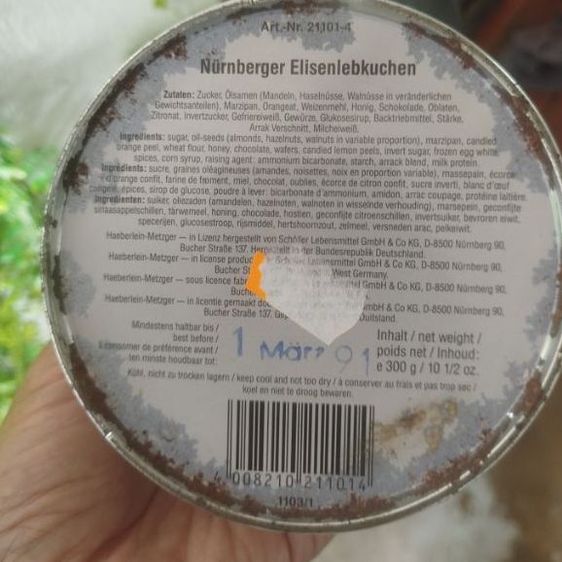 Art.-Nr. 21,101-4
Nürnberger Elisenlebkuchen
Zutaten: Zucker, Ölsamen (Mandeln, Haselnüsse, Walnüsse in veränderlichen
Gewichtsanteilen), Marzipan, Orangeat, Weizenmehl, Honig, Schokolade, Oblaten,
Zitronat, Invertzucker, Gefriereiweiß, Gewürze, Glukosesirup, Backtriebmittel, Stärke,
Arrak Verschnitt, Milcheiweiß.
Ingredients: sugar, oil-seeds (almonds, hazelnuts, walnuts in variable proportion), marzipan, candied
orange peel, wheat flour, honey, chocolate, wafers, candied lemon peels, invert sugar, frozen egg white
spices, corn syrup, raising agent: ammonium bicarbonate, starch, arrack blend, milk protein
Ingrédients: sucre, graines oléagineuses (amandes, noisettes, noix en proportion variable), massepain, écorce
d'orange confit, farine de ferment, miel, chocolat, oublies, écorce de citron confit, sucre inverti, blanc d'œuf
congelé, épices, sirop de glucose, poudre à lever: bicarbonate d'ammonium, amidon, arrac coupage, protéine laitière.
Ingredienten: suiker, oliezaden (amandelen, hazelnoten, walnoten in wisselende verhouding), marsepein, geconfijte
sinaasappelschillen, tarwemeel, honing, chocolade, hostien, geconfijte citroenschillen, invertsuiker, bevroren eiwit,
specerijen, glucosestroop, rijsmiddel, hertshoornzout, zetmeel, versneden arac, pelkeiwit.
Haeberlein-Metzger — in Lizenz hergestellt von Schöller Lebensmittel GmbH & Co KG, D-8500 Nürnberg 90,
Bucher Straße 137. Hergestellt in der Bundesrepublik Deutschland.
Haeberlein-Metzger — in license Schöller Lebensmittel GmbH & Co KG, D-8500 Nürnberg 90,
Bucher West Germany.
Haeberlein-Metzger — sous licence GmbH & Co KG, D-8500 Nürnberg 90,
Haeberlein-Metzger — in licentie gemaakt GmbH & Co KG, D-8500 Nürnberg 90,
Bucher Straße 137. Duitsland.
Mindestens haltbar bis /
best before /
à consommer de préférence avant /
ten minste houdbaar tot:
1 März 91
Inhalt / net weight /
poids net / Inhoud:
e 300 g / 10 1/2 oz.
Kühl, nicht zu trocken lagern / keep cool and not too dry / à conserver au frais et pas trop sec /
koel en niet te droog bewaren.
4 008210 211014
1103/1